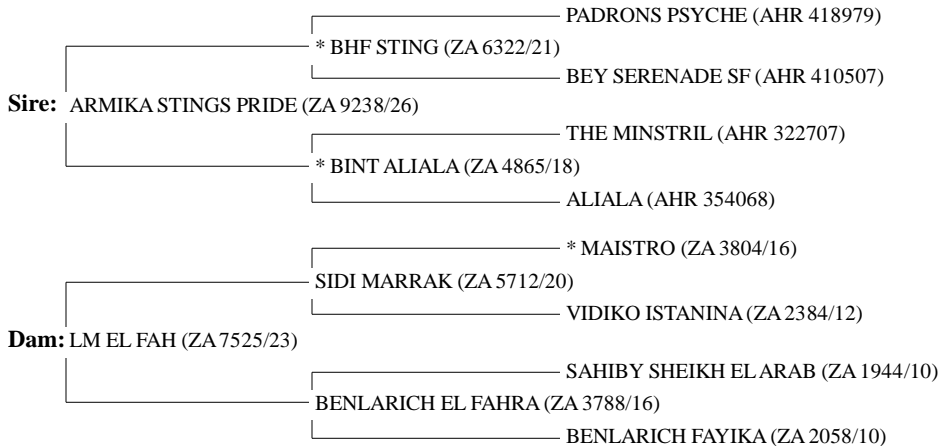 PADRONS PSYCHE (AHR 418979)
* BHF STING (ZA 6322/21)
BEY SERENADE SF (AHR 410507)
Sire: ARMIKA STINGS PRIDE (ZA 9238/26)
THE MINSTRIL (AHR 322707)
* BINT ALIALA (ZA 4865/18)
ALIALA (AHR 354068)
* MAISTRO (ZA 3804/16)
SIDI MARRAK (ZA 5712/20)
VIDIKO ISTANINA (ZA 2384/12)
Dam: LM EL FAH (ZA 7525/23)
SAHIBY SHEIKH EL ARAB (ZA 1944/10)
BENLARICH EL FAHRA (ZA 3788/16)
BENLARICH FAYIKA (ZA 2058/10)